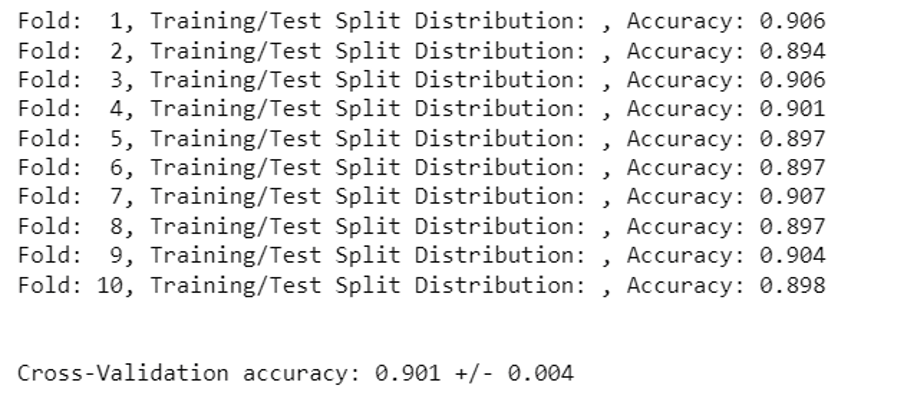 Fold:  1, Training/Test Split Distribution: , Accuracy: 0.906
Fold:  2, Training/Test Split Distribution: , Accuracy: 0.894
Fold:  3, Training/Test Split Distribution: , Accuracy: 0.906
Fold:  4, Training/Test Split Distribution: , Accuracy: 0.901
Fold:  5, Training/Test Split Distribution: , Accuracy: 0.897
Fold:  6, Training/Test Split Distribution: , Accuracy: 0.897
Fold:  7, Training/Test Split Distribution: , Accuracy: 0.907
Fold:  8, Training/Test Split Distribution: , Accuracy: 0.897
Fold:  9, Training/Test Split Distribution: , Accuracy: 0.904
Fold: 10, Training/Test Split Distribution: , Accuracy: 0.898
Cross-Validation accuracy: 0.901 +/- 0.004